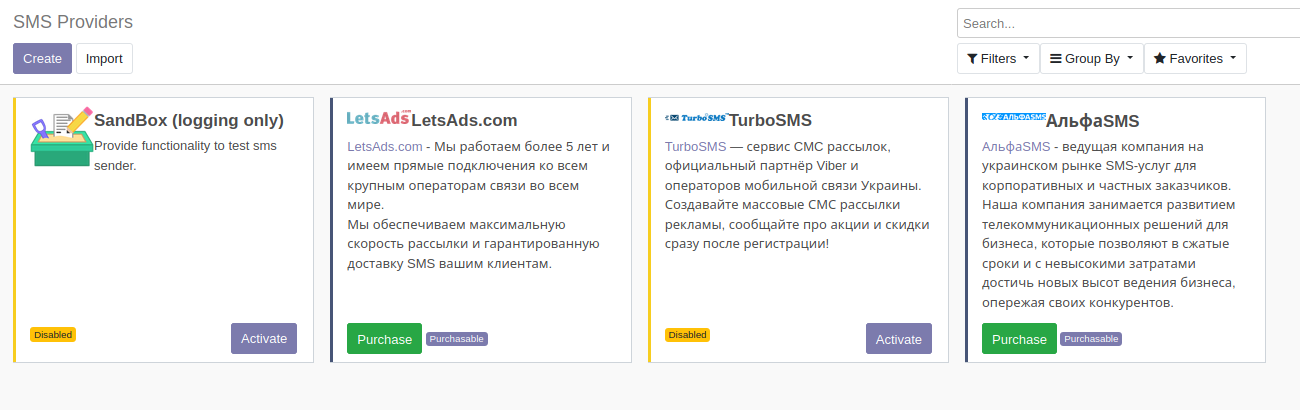 SMS Providers
Search...
Create
Import
Filters
Group By
Favorites
SandBox (logging only)
Provide functionality to test sms
sender.
Disabled
Activate
LetsAds.com
LetsAds.com
LetsAds.com - Мы работаем более 5 лет и
имеем прямые подключения ко всем
крупным операторам связи во всем
мире.
Мы обеспечиваем максимальную
скорость рассылки и гарантированную
доставку SMS вашим клиентам.
Purchase
Purchasable
TurboSMS
TurboSMS
TurboSMS — сервис СМС рассылок,
официальный партнёр Viber и
операторов мобильной связи Украины.
Создавайте массовые СМС рассылки
рекламы, сообщайте про акции и скидки
сразу после регистрации!
Disabled
Activate
АЛЬФАSMS
АльфаSMS
АльфаSMS - ведущая компания на
украинском рынке SMS-услуг для
корпоративных и частных заказчиков.
Наша компания занимается развитием
телекоммуникационных решений для
бизнеса, которые позволяют в сжатые
сроки и с невысокими затратами
достичь новых высот ведения бизнеса,
опережая своих конкурентов.
Purchase
Purchasable